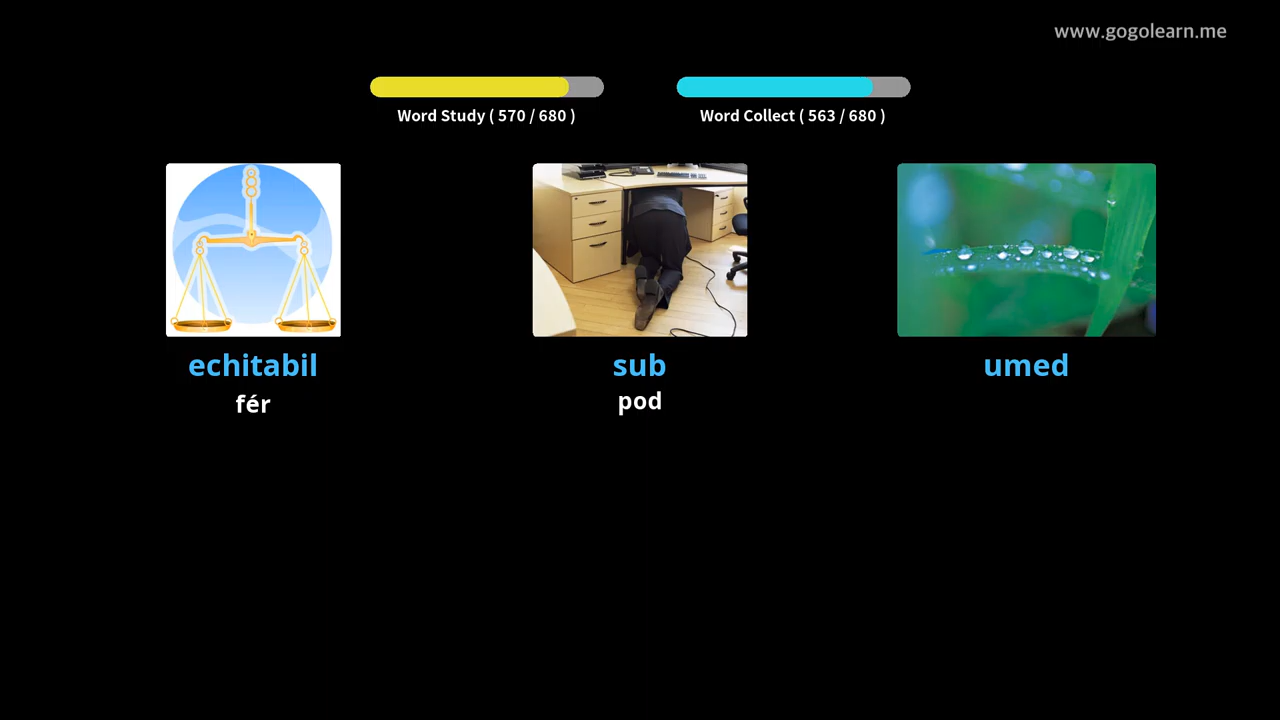 www.gogolearn.me
Word Study ( 570 / 680 )
Word Collect ( 563 / 680 )
echitabil
fér
sub
pod
umed